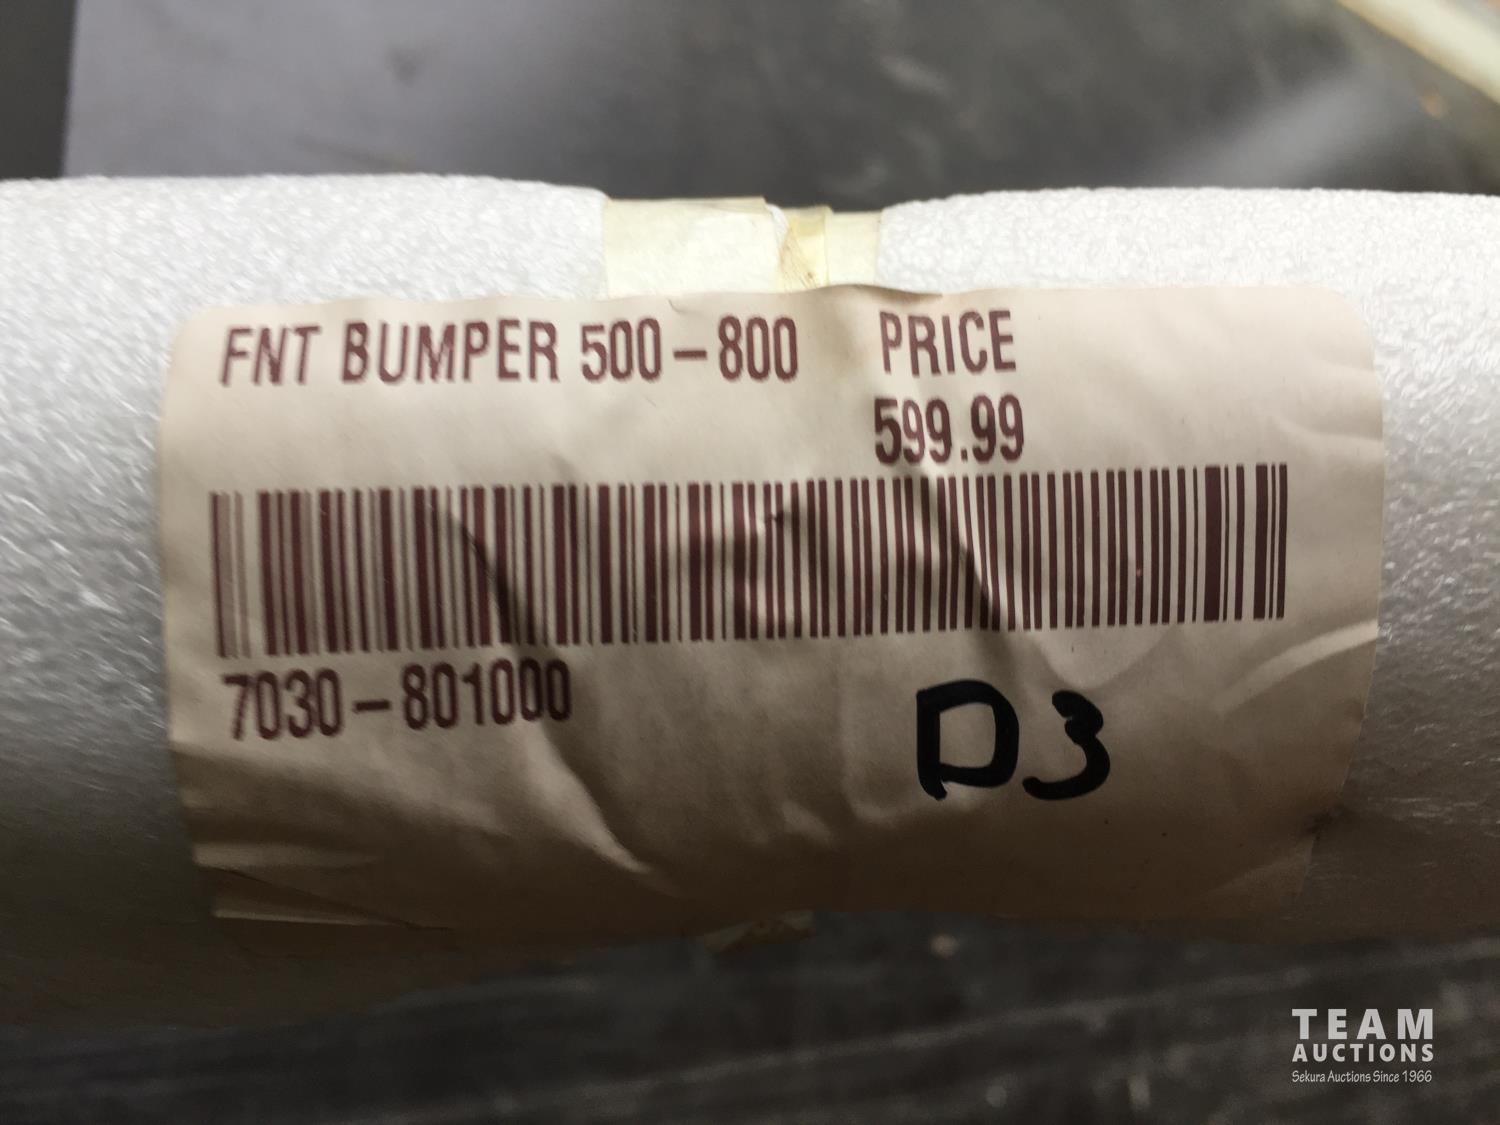 FNT BUMPER 500-800 PRICE
599.99
7030-801000
D3
TEAM
AUCTIONS
Sekura Auctions Since 1966